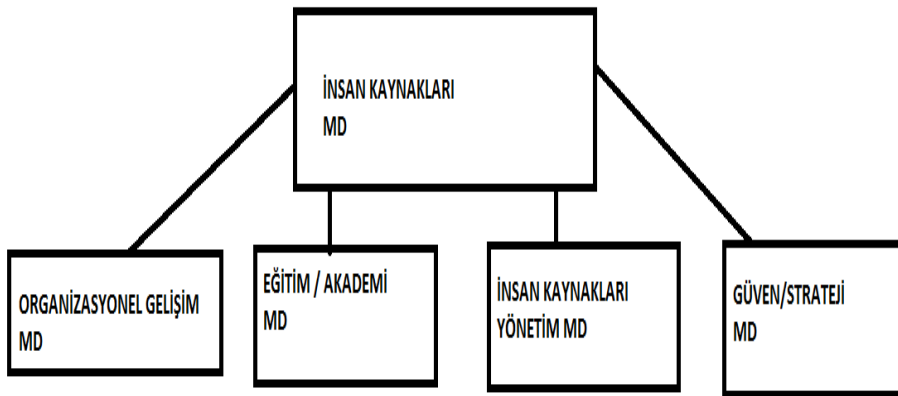 İNSAN KAYNAKLARI
MD
ORGANİZASYONEL GELİŞİM
MD
EĞİTİM / AKADEMİ
MD
İNSAN KAYNAKLARI
YÖNETİM MD
GÜVEN/STRATEJİ
MD